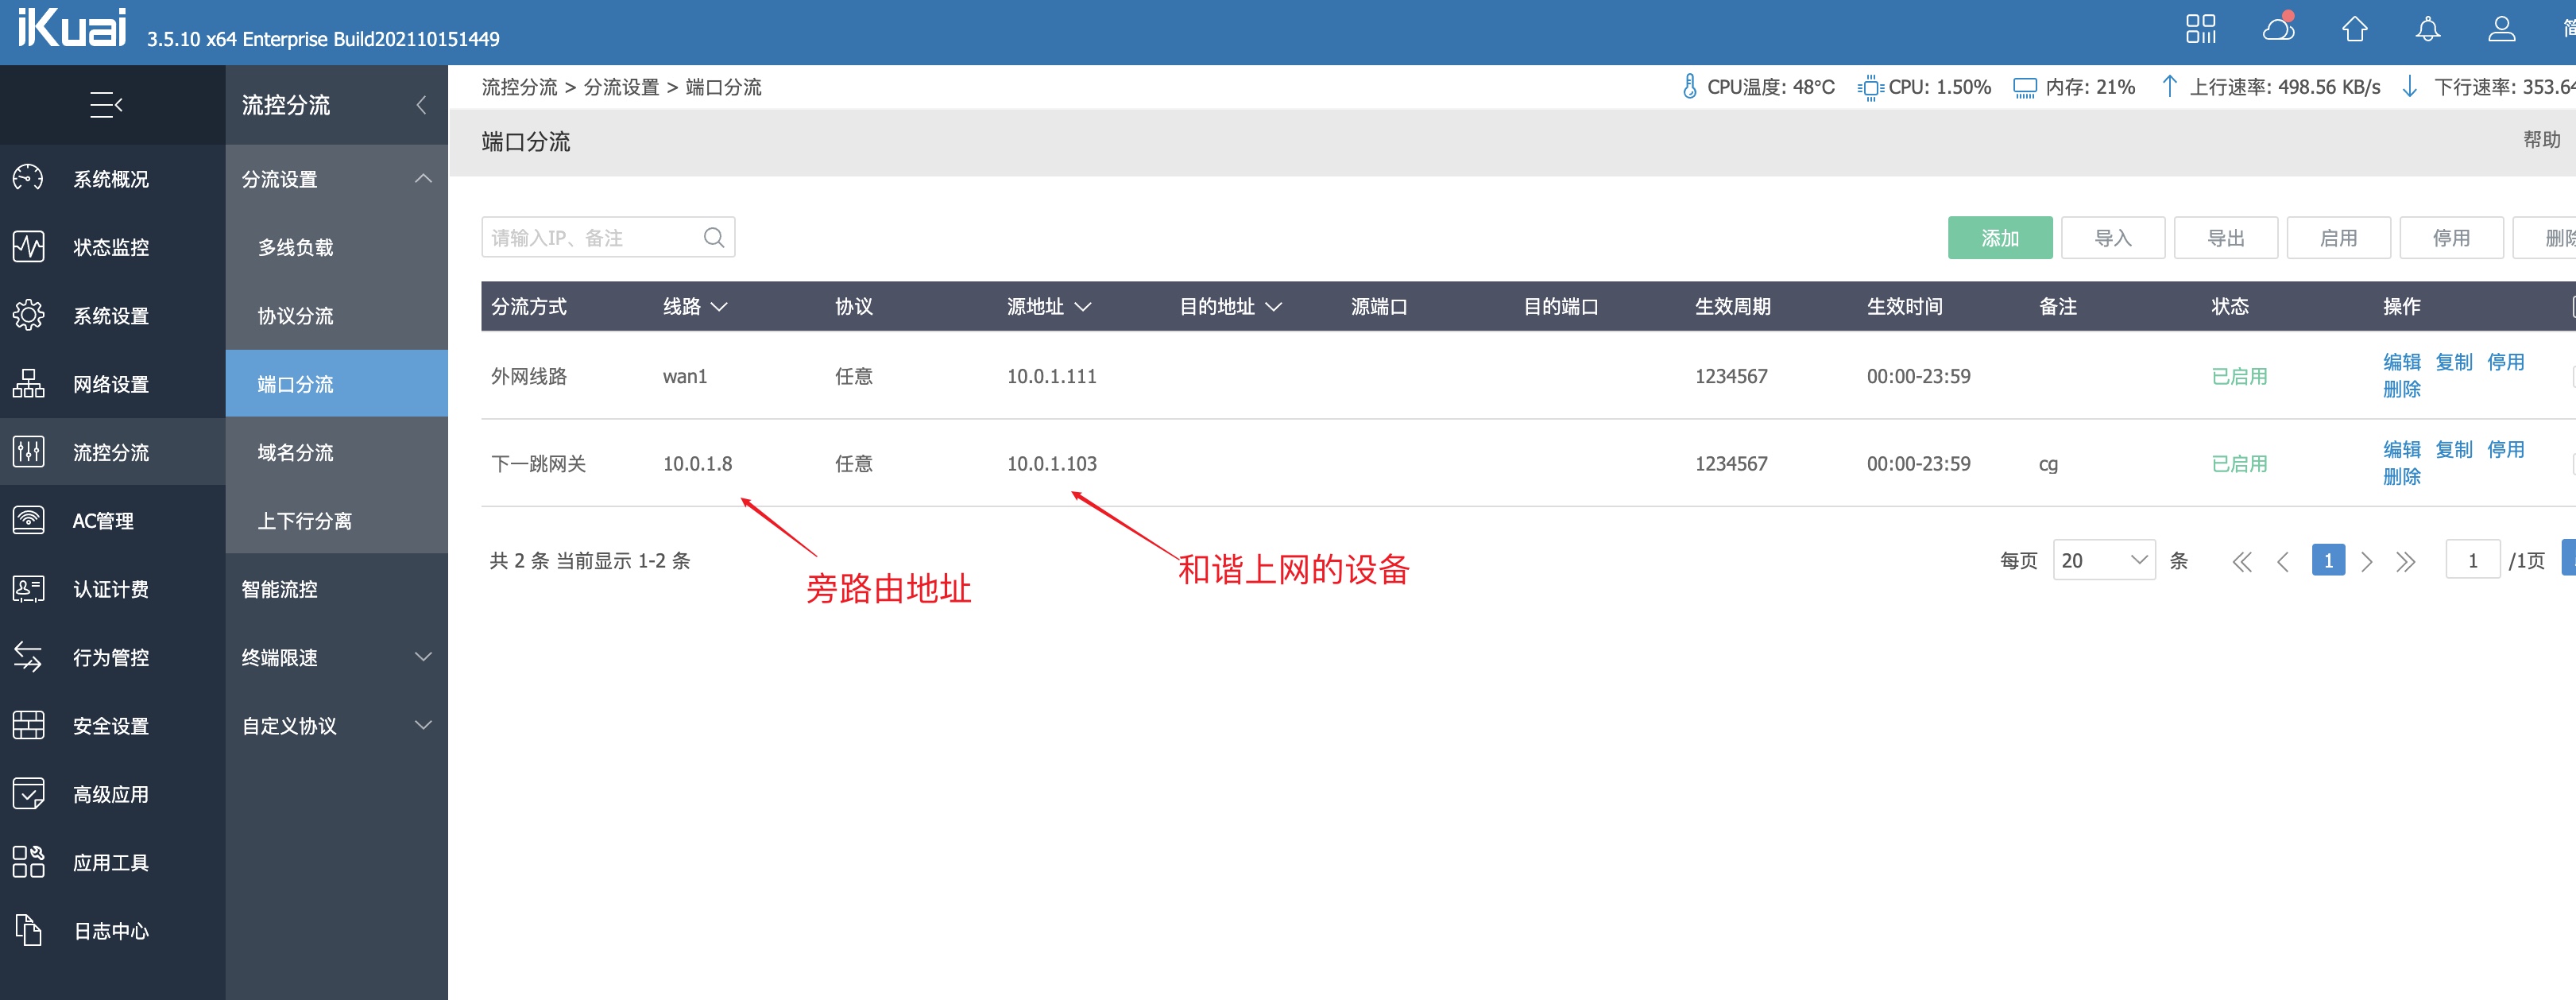 iKuai 3.5.10 x64 Enterprise Build202110151449
流控分流 > 分流设置 > 端口分流
CPU温度: 48°C CPU: 1.50% 内存: 21% 上行速率: 498.56 KB/s 下行速率: 353.64
流控分流
端口分流
帮助
系统概况
状态监控
系统设置
网络设置
流控分流
AC管理
认证计费
行为管控
安全设置
高级应用
应用工具
日志中心
分流设置
多线负载
协议分流
端口分流
域名分流
上下行分离
智能流控
终端限速
自定义协议
请输入IP、备注
添加 导入 导出 启用 停用
分流方式 线路 协议 源地址 目的地址 源端口 目的端口 生效周期 生效时间 备注 状态 操作
外网线路 wan1 任意 10.0.1.111 1234567 00:00-23:59 已启用 编辑 复制 停用
删除
下一跳网关 10.0.1.8 任意 10.0.1.103 1234567 00:00-23:59 cg 已启用 编辑 复制 停用
删除
共 2 条 当前显示 1-2 条
每页 20 条 1 1 /1页
旁路由地址
和谐上网的设备